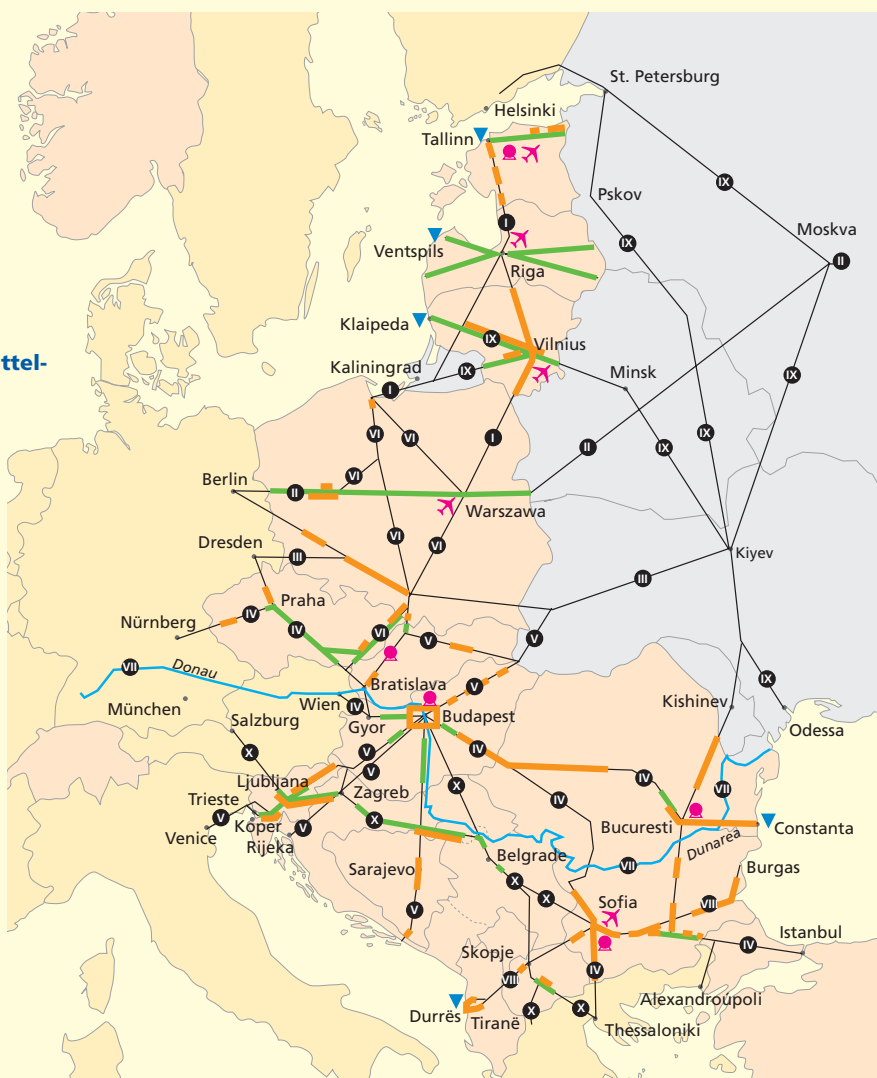 St. Petersburg
Helsinki
Tallinn
IX
Pskov
I
Moskva
IX
II
Ventspils
Riga
Klaipeda
IX
Vilnius
ttel-
Kaliningrad
IX
Minsk
I
IX
VI
VI
I
II
IX
IX
Berlin
VI
II
Warszawa
VI
VI
Dresden
III
Kiyev
III
Praha
IV
Nürnberg
IV
VI
V
V
VII
Donau
Bratislava
V
IX
München
Wien
IV
Kishinev
Salzburg
Gyor
Budapest
Odessa
X
V
IV
Ljubljana
V
X
IV
VII
Trieste
Zagreb
IV
V
Koper
V
X
Bucuresti
Constanta
Venice
Rijeka
Dunarea
Belgrade
VII
Sarajevo
X
Burgas
X
Sofia
VIII
V
Istanbul
Skopje
IV
IV
VIII
Alexandroúpoli
Durrës
Tiranë
X
X
Thessaloniki